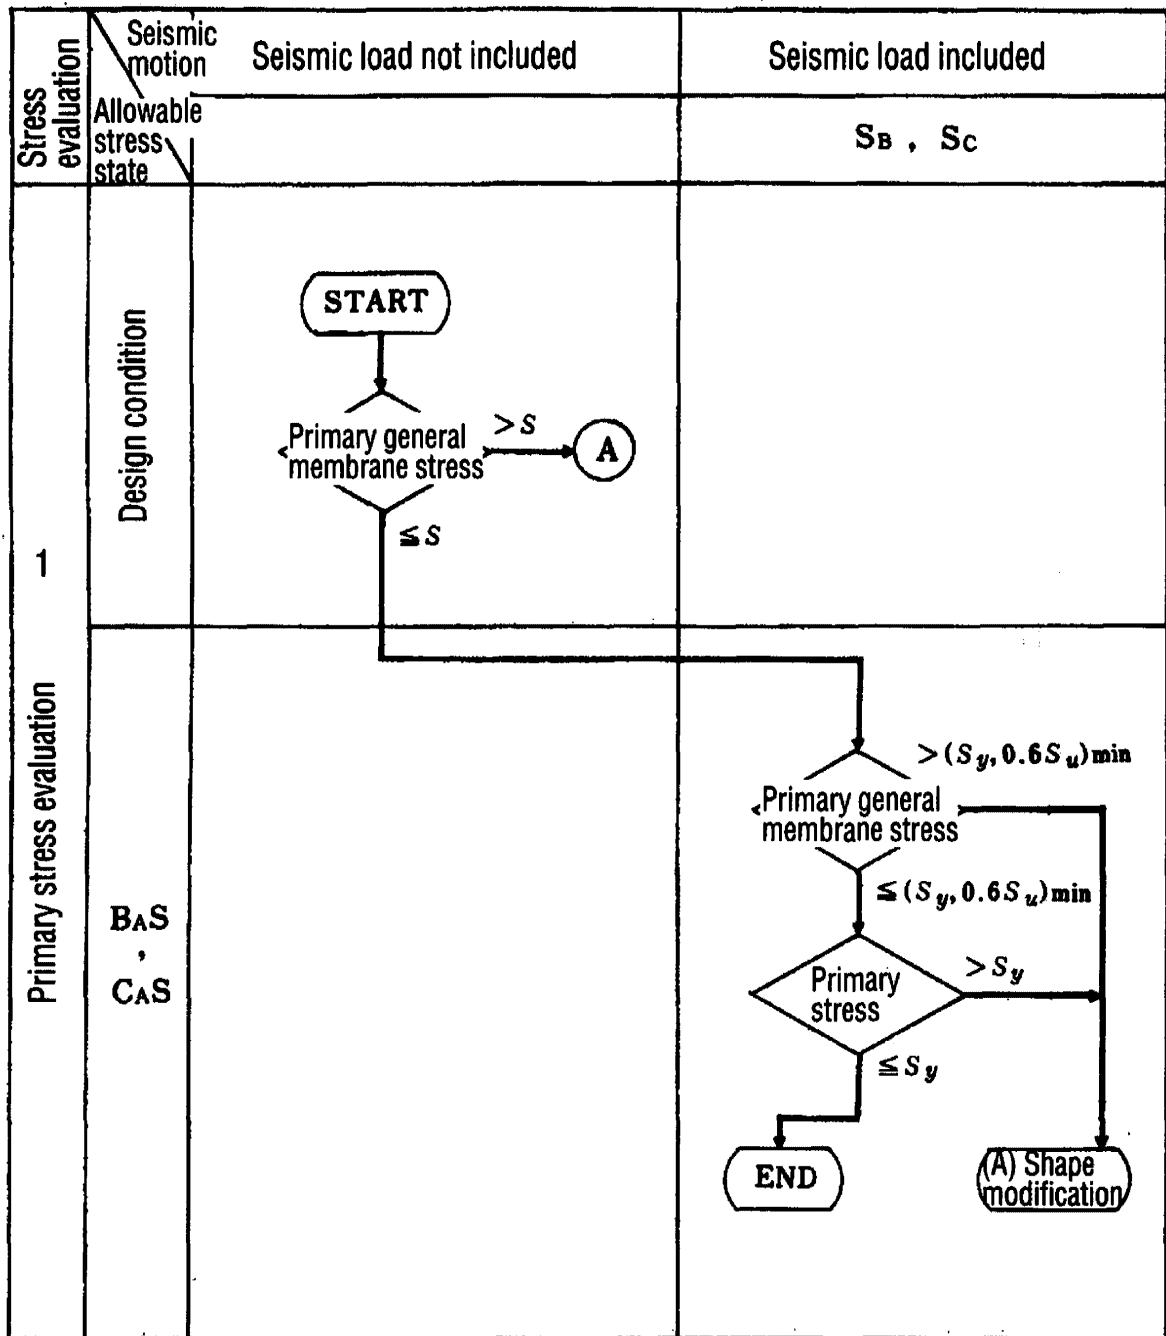 Stress
evaluation
Seismic
motion
Allowable
stress
state
Seismic load not included
Seismic load included
SB , SC
1
Primary stress evaluation
Design condition
START
Primary general
membrane stress
>S
A
≦S
BAS
,
CAS
>(Sy, 0.6Su)min
Primary general
membrane stress
≦(Sy, 0.6Su)min
Primary
stress
>Sy
≦Sy
END
(A) Shape
modification